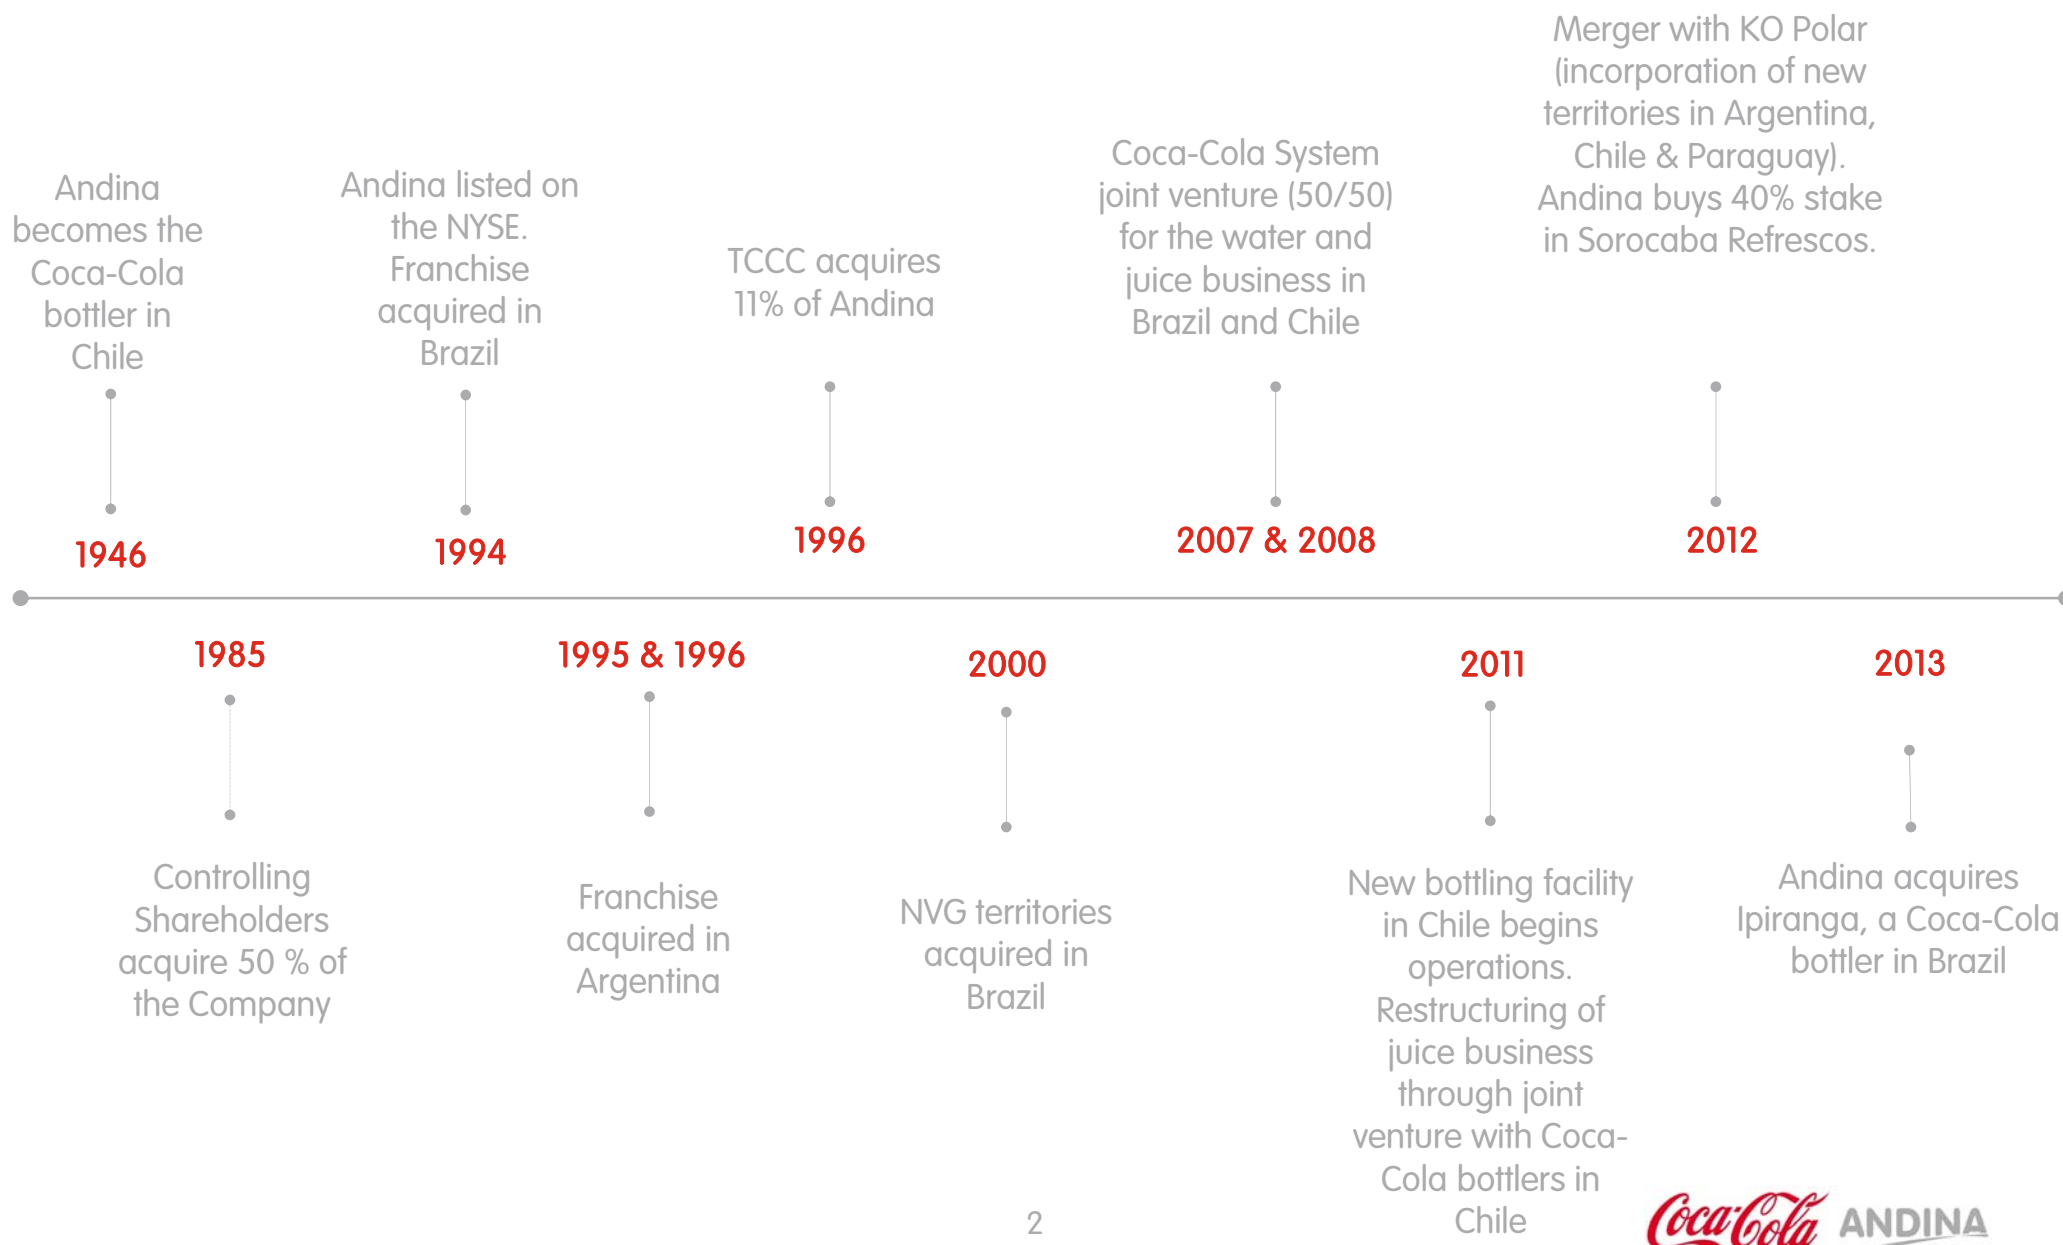 Andina
becomes the
Coca-Cola
bottler in
Chile
1946
Andina listed on
the NYSE.
Franchise
acquired in
Brazil
1994
TCCC acquires
11% of Andina
1996
Coca-Cola System
joint venture (50/50)
for the water and
juice business in
Brazil and Chile
2007 & 2008
Merger with KO Polar
(incorporation of new
territories in Argentina,
Chile & Paraguay).
Andina buys 40% stake
in Sorocaba Refrescos.
2012
1985
Controlling
Shareholders
acquire 50 % of
the Company
1995 & 1996
Franchise
acquired in
Argentina
2000
NVG territories
acquired in
Brazil
2011
New bottling facility
in Chile begins
operations.
Restructuring of
juice business
through joint
venture with Coca-
Cola bottlers in
Chile
2013
Andina acquires
Ipiranga, a Coca-Cola
bottler in Brazil
2
Coca-Cola ANDINA